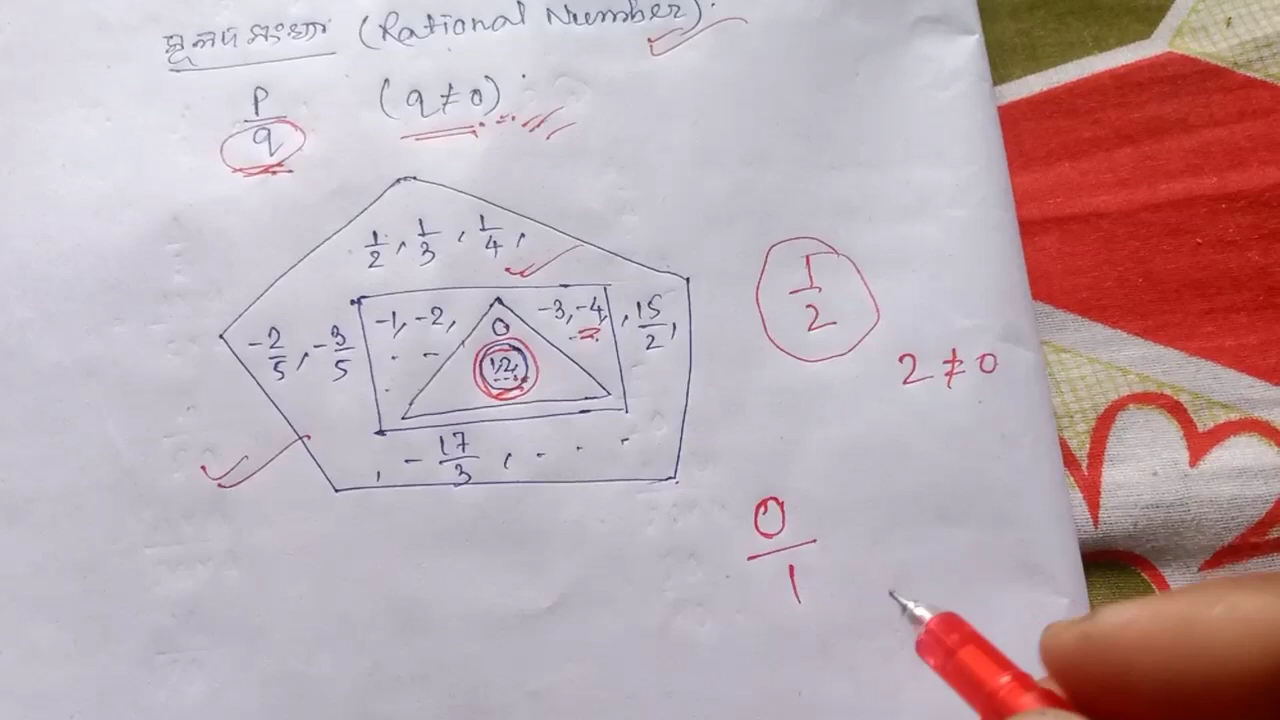 ମୂଳଦ ସଂଖ୍ୟା (Rational Number).
p/q (q ≠ 0)
1/2, 1/3, 1/4,
-2/5, -3/5
-1, -2,
0
-3, -4,
, 15/2,
1,2,
, -17/3, - . .
1/2
2 ≠ 0
0/1